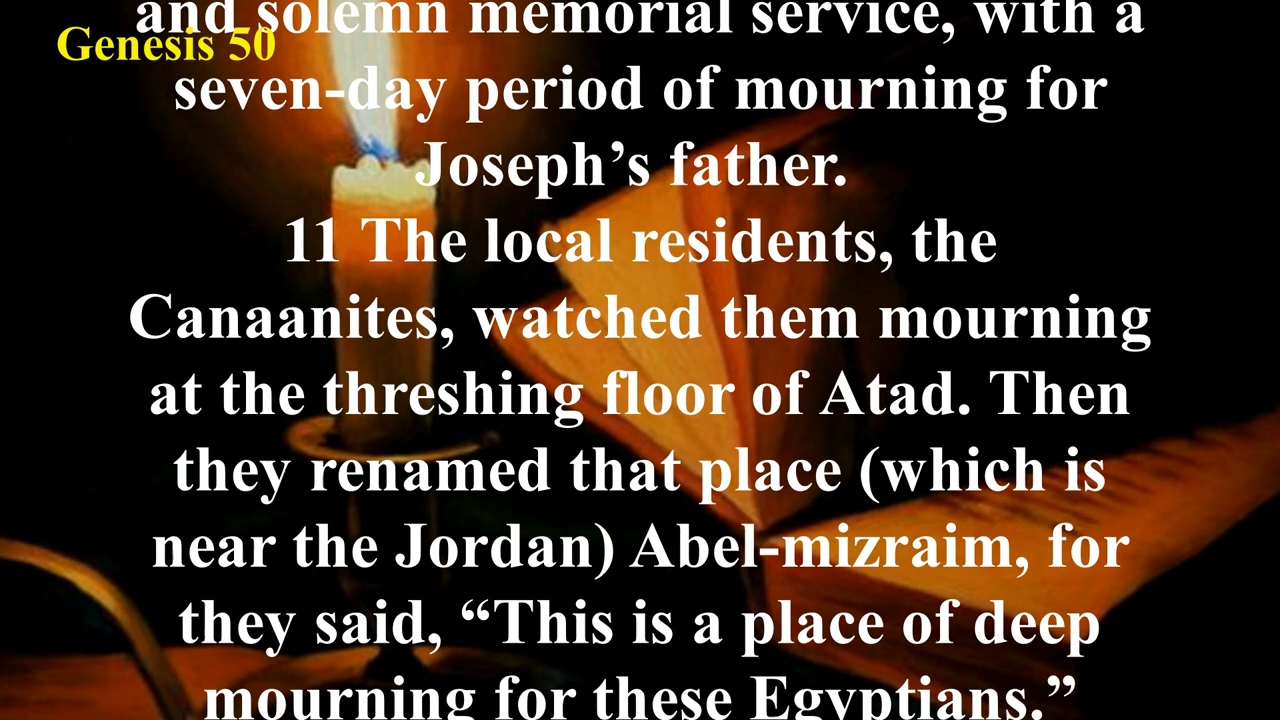 and solemn memorial service, with a
Genesis 50
seven-day period of mourning for
Joseph’s father.
11 The local residents, the
Canaanites, watched them mourning
at the threshing floor of Atad. Then
they renamed that place (which is
near the Jordan) Abel-mizraim, for
they said, “This is a place of deep
mourning for these Egyptians.”